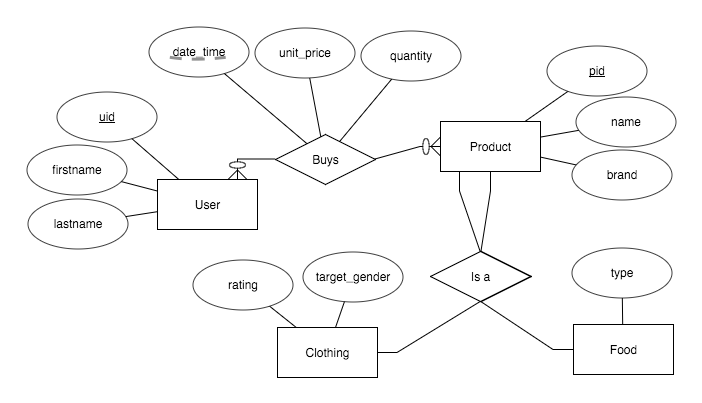 date_time
unit_price
quantity
pid
uid
name
Product
Buys
firstname
brand
User
lastname
target_gender
type
rating
Is a
Clothing
Food